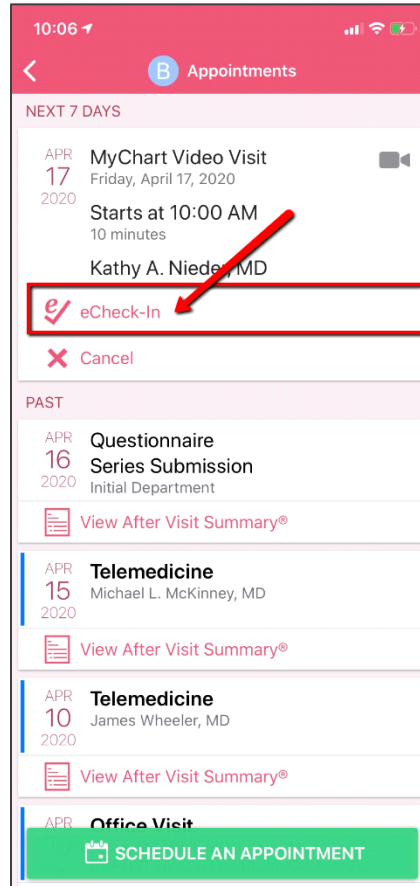 10:06
B Appointments
NEXT 7 DAYS
APR
17
2020
MyChart Video Visit
Friday, April 17, 2020
Starts at 10:00 AM
10 minutes
Kathy A. Nieder, MD
eCheck-In
Cancel
PAST
APR
16
2020
Questionnaire
Series Submission
Initial Department
View After Visit Summary®
APR
15
2020
Telemedicine
Michael L. McKinney, MD
View After Visit Summary®
APR
10
2020
Telemedicine
James Wheeler, MD
View After Visit Summary®
APR
Office Visit
SCHEDULE AN APPOINTMENT